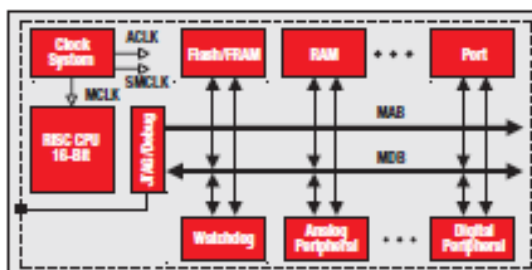 Clock
System
ACLK
SMCLK
MCLK
Flash/FRAM
RAM
Port
RISC CPU
16-Bit
JTAG/Debug
MAB
MDB
Watchdog
Analog
Peripheral
Digital
Peripheral